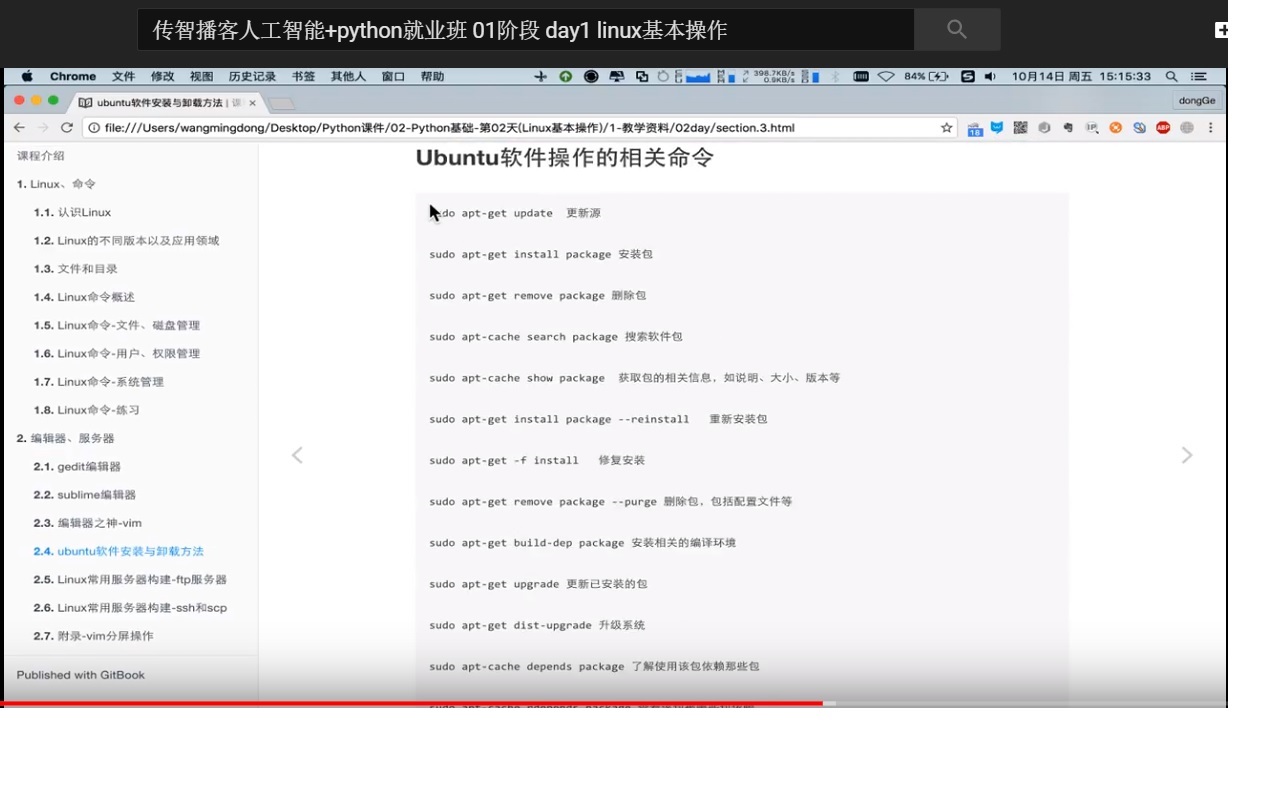 传智播客人工智能+python就业班 01阶段 day1 linux基本操作
Chrome 文件 修改 视图 历史记录 书签 其他人 窗口 帮助 398.7KB/s 0.9KB/s 84% 10月14日 周五 15:15:33
ubuntu软件安装与卸载方法 | 课 × dongGe
file:///Users/wangmingdong/Desktop/Python课件/02-Python基础-第02天(Linux基本操作)/1-教学资料/02day/section.3.html 18 IP ABP
课程介绍
1. Linux、命令
1.1. 认识Linux
1.2. Linux的不同版本以及应用领域
1.3. 文件和目录
1.4. Linux命令概述
1.5. Linux命令-文件、磁盘管理
1.6. Linux命令-用户、权限管理
1.7. Linux命令-系统管理
1.8. Linux命令-练习
2. 编辑器、服务器
2.1. gedit编辑器
2.2. sublime编辑器
2.3. 编辑器之神-vim
2.4. ubuntu软件安装与卸载方法
2.5. Linux常用服务器构建-ftp服务器
2.6. Linux常用服务器构建-ssh和scp
2.7. 附录-vim分屏操作
Published with GitBook
Ubuntu软件操作的相关命令
sudo apt-get update 更新源
sudo apt-get install package 安装包
sudo apt-get remove package 删除包
sudo apt-cache search package 搜索软件包
sudo apt-cache show package 获取包的相关信息，如说明、大小、版本等
sudo apt-get install package --reinstall 重新安装包
sudo apt-get -f install 修复安装
sudo apt-get remove package --purge 删除包，包括配置文件等
sudo apt-get build-dep package 安装相关的编译环境
sudo apt-get upgrade 更新已安装的包
sudo apt-get dist-upgrade 升级系统
sudo apt-cache depends package 了解使用该包依赖那些包